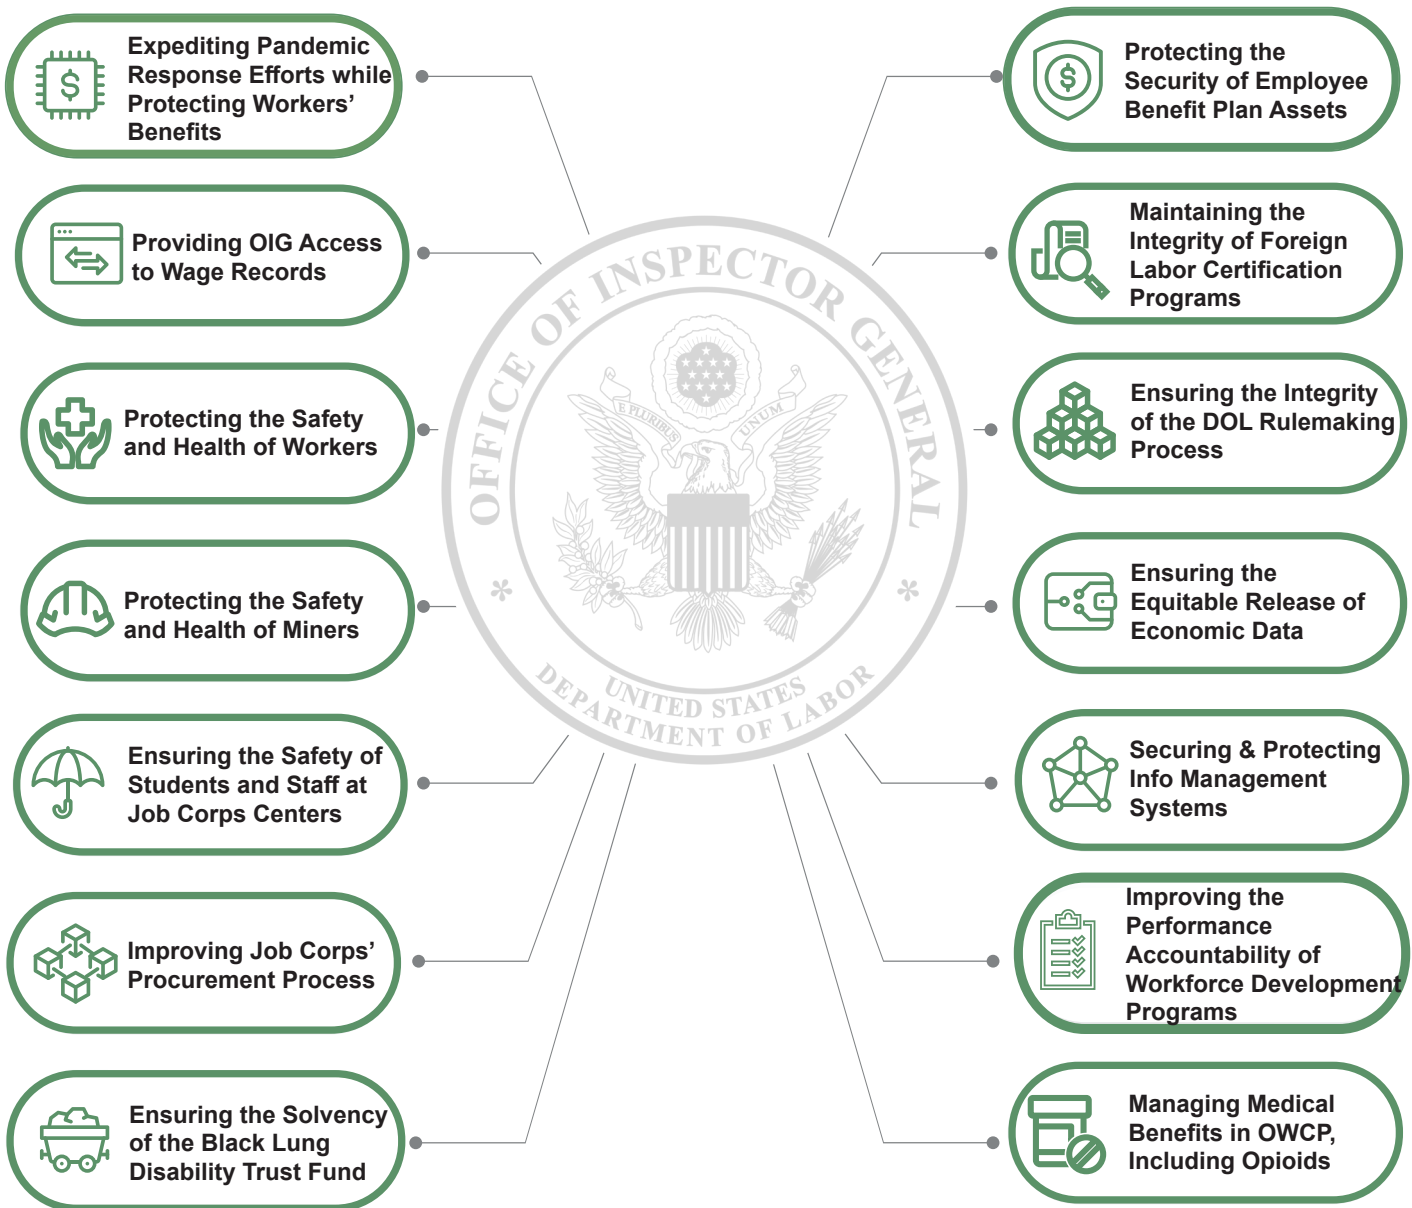 Expediting Pandemic
Response Efforts while
Protecting Workers’
Benefits
Providing OIG Access
to Wage Records
Protecting the Safety
and Health of Workers
Protecting the Safety
and Health of Miners
Ensuring the Safety of
Students and Staff at
Job Corps Centers
Improving Job Corps’
Procurement Process
Ensuring the Solvency
of the Black Lung
Disability Trust Fund
OFFICE OF INSPECTOR GENERAL
E PLURIBUS UNUM
UNITED STATES
DEPARTMENT OF LABOR
Protecting the
Security of Employee
Benefit Plan Assets
Maintaining the
Integrity of Foreign
Labor Certification
Programs
Ensuring the Integrity
of the DOL Rulemaking
Process
Ensuring the
Equitable Release of
Economic Data
Securing & Protecting
Info Management
Systems
Improving the
Performance
Accountability of
Workforce Development
Programs
Managing Medical
Benefits in OWCP,
Including Opioids